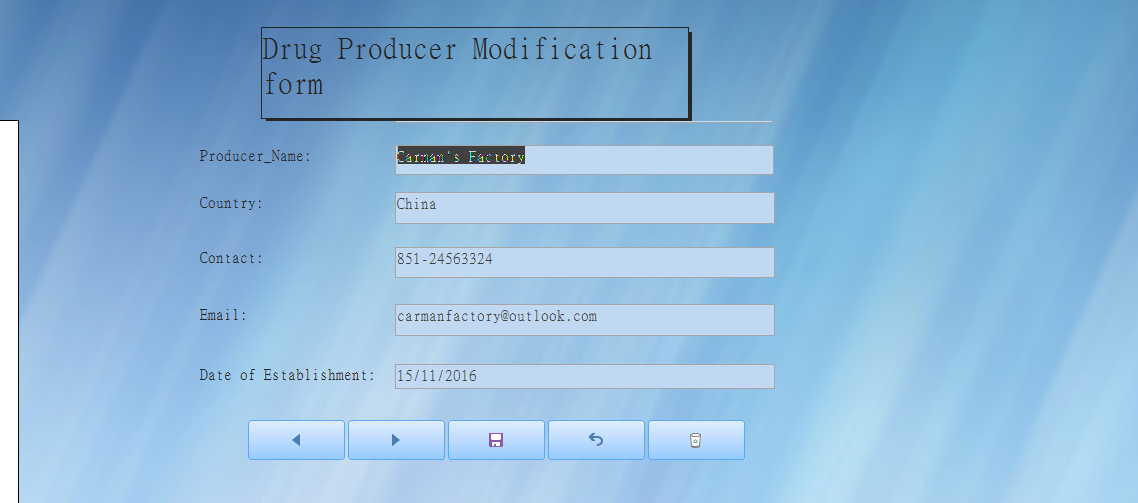 Drug Producer Modification
form
Producer_Name: Carman's Factory
Country: China
Contact: 851-24563324
Email: carmanfactory@outlook.com
Date of Establishment: 15/11/2016